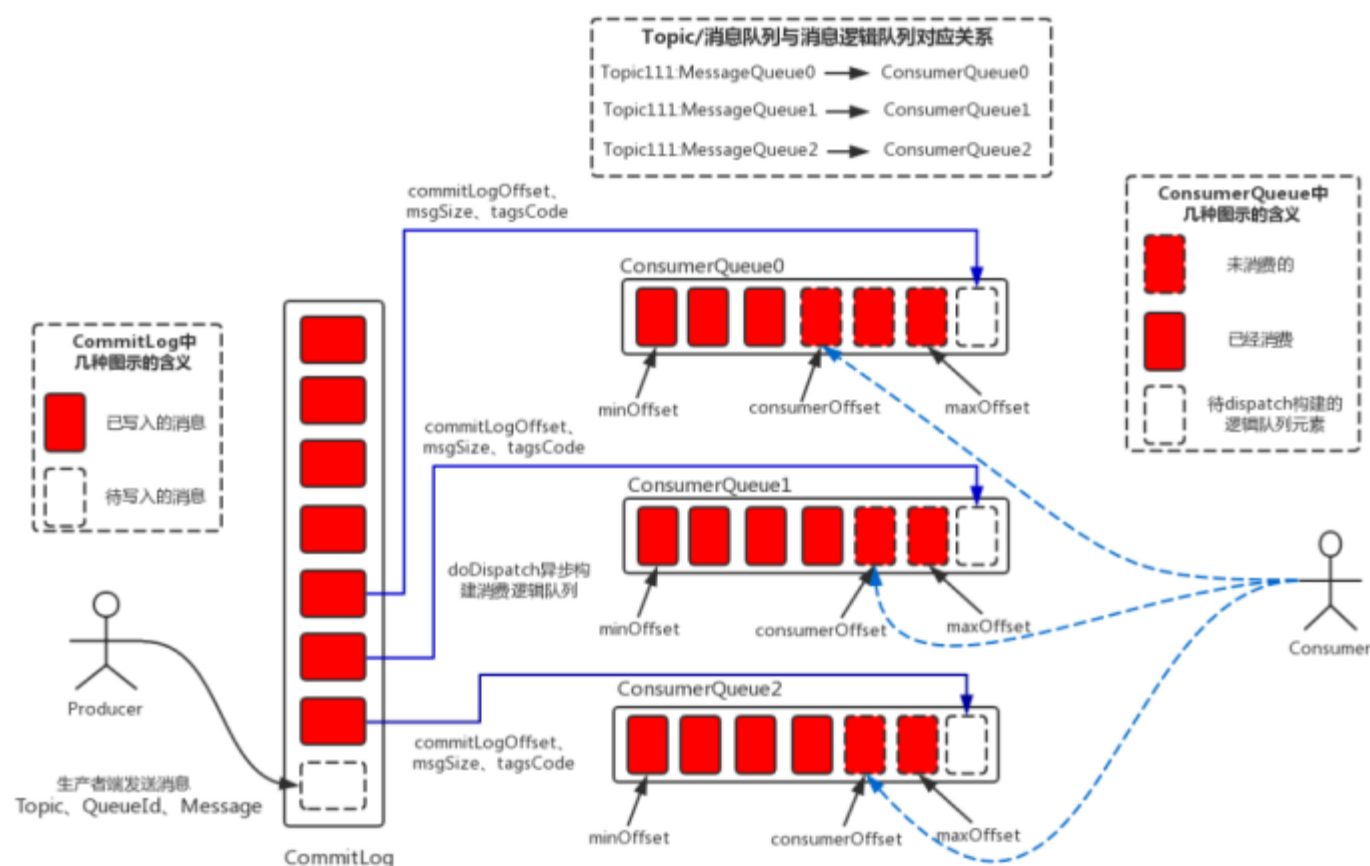 Topic/消息队列与消息逻辑队列对应关系
Topic111:MessageQueue0
ConsumerQueue0
Topic111:MessageQueue1
ConsumerQueue1
Topic111:MessageQueue2
ConsumerQueue2
commitLogOffset、
msgSize、tagsCode
ConsumerQueue中
几种图示的含义
未消费的
已经消费
待dispatch构建的
逻辑队列元素
ConsumerQueue0
minOffset
consumerOffset
maxOffset
CommitLog中
几种图示的含义
已写入的消息
待写入的消息
commitLogOffset、
msgSize、tagsCode
ConsumerQueue1
doDispatch异步构
建消费逻辑队列
minOffset
consumerOffset
maxOffset
Consumer
Producer
ConsumerQueue2
commitLogOffset、
msgSize、tagsCode
生产者端发送消息
Topic、QueueId、Message
minOffset
consumerOffset
maxOffset
CommitLog